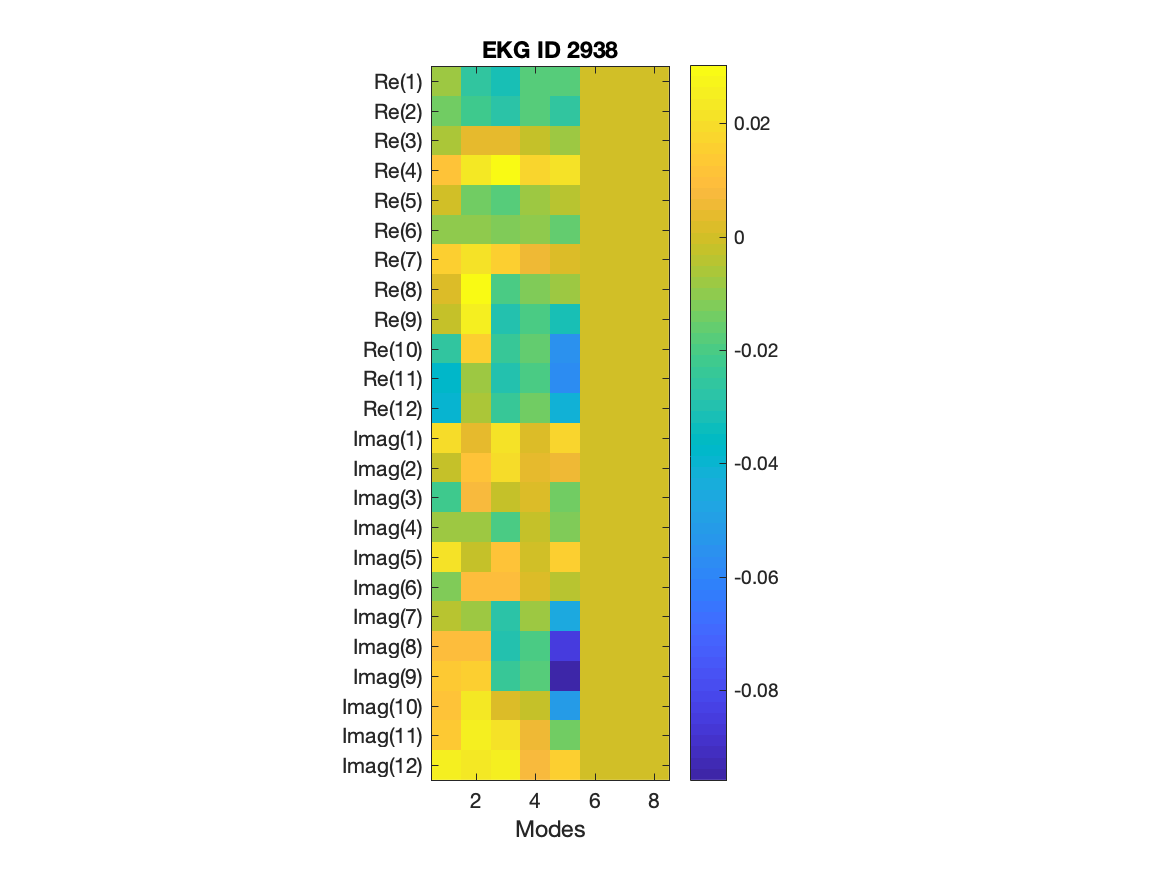 EKG ID 2938
Re(1)
Re(2)
Re(3)
Re(4)
Re(5)
Re(6)
Re(7)
Re(8)
Re(9)
Re(10)
Re(11)
Re(12)
Imag(1)
Imag(2)
Imag(3)
Imag(4)
Imag(5)
Imag(6)
Imag(7)
Imag(8)
Imag(9)
Imag(10)
Imag(11)
Imag(12)
2 4 6 8
Modes
0.02
0
-0.02
-0.04
-0.06
-0.08